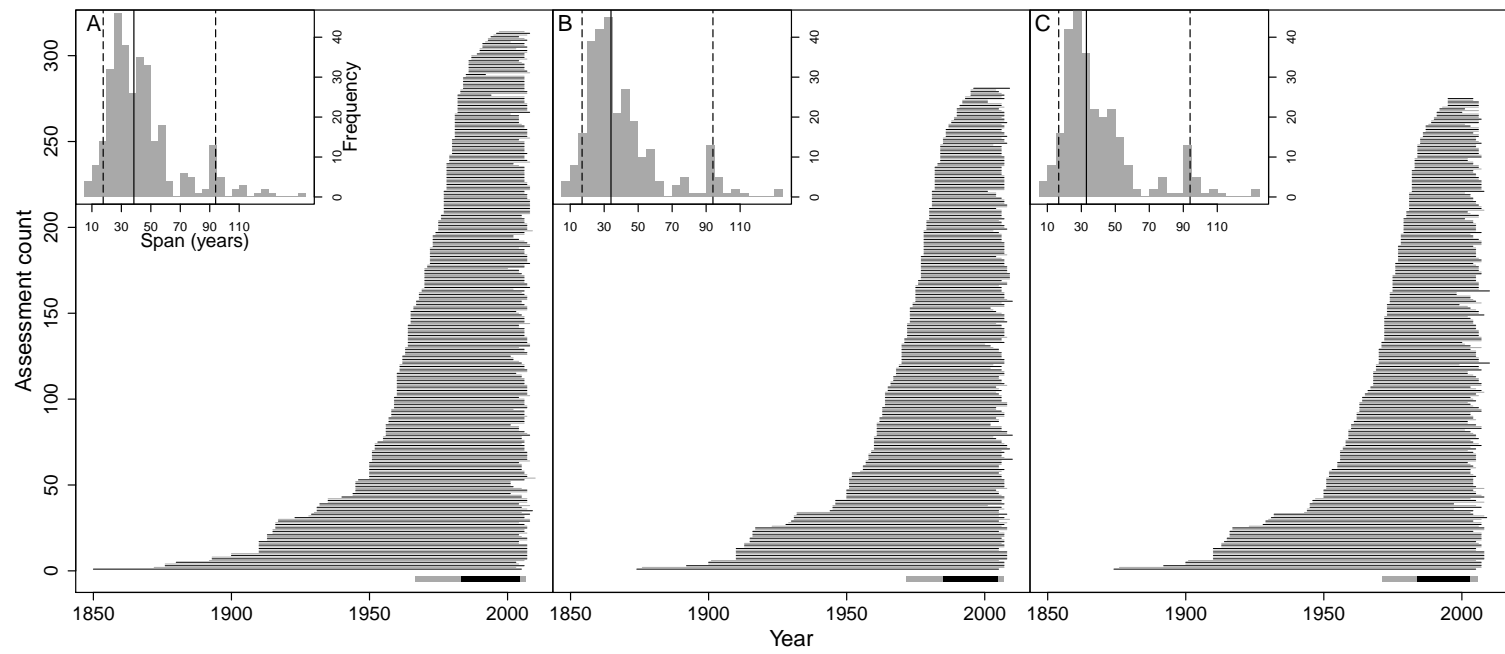 A
B
C
0 10 20 30 40
Frequency
10 30 50 70 90 110
Span (years)
0 10 20 30 40
10 30 50 70 90 110
0 10 20 30 40
10 30 50 70 90 110
Assessment count
0 50 100 150 200 250 300
1850 1900 1950 2000
1850 1900 1950 2000
1850 1900 1950 2000
Year